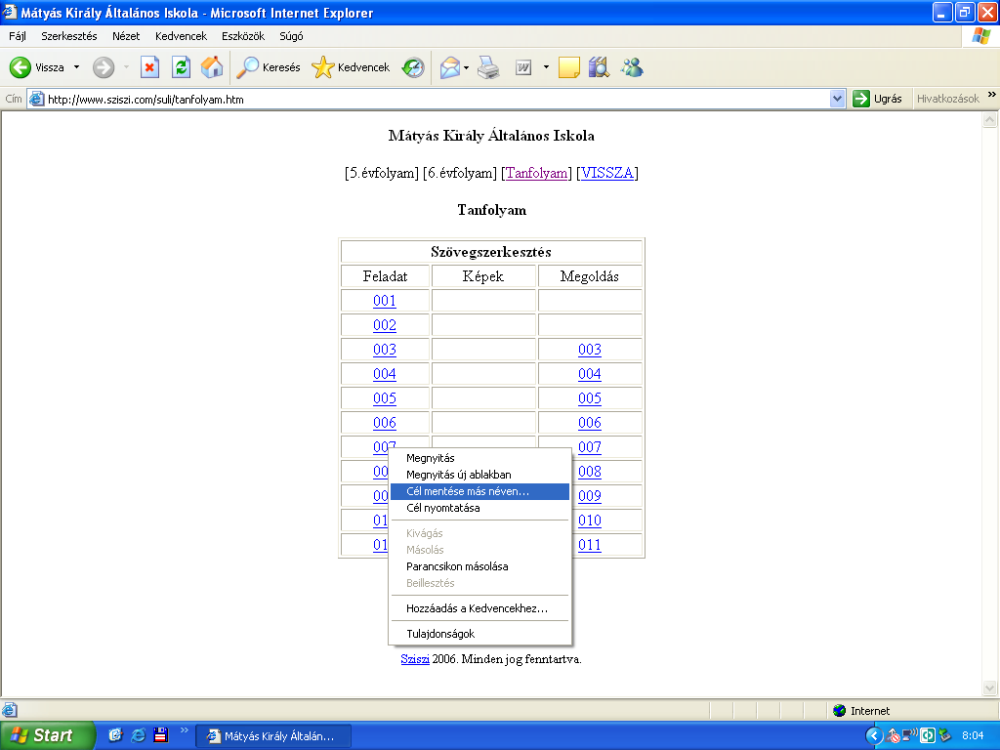 Mátyás Király Általános Iskola - Microsoft Internet Explorer
Fájl Szerkesztés Nézet Kedvencek Eszközök Súgó
Vissza Keresés Kedvencek
Cím http://www.sziszi.com/suli/tanfolyam.htm Ugrás Hivatkozások
Mátyás Király Általános Iskola
[5.évfolyam] [6.évfolyam] [Tanfolyam] [VISSZA]
Tanfolyam
Szövegszerkesztés
Feladat Képek Megoldás
001
002
003 003
004 004
005 005
006 006
007 007
00 008
00 009
01 010
01 011
Megnyitás
Megnyitás új ablakban
Cél mentése más néven...
Cél nyomtatása
Kivágás
Másolás
Parancsikon másolása
Beillesztés
Hozzáadás a Kedvencekhez...
Tulajdonságok
Sziszi 2006. Minden jog fenntartva.
Internet
Start Mátyás Király Általán... 8:04